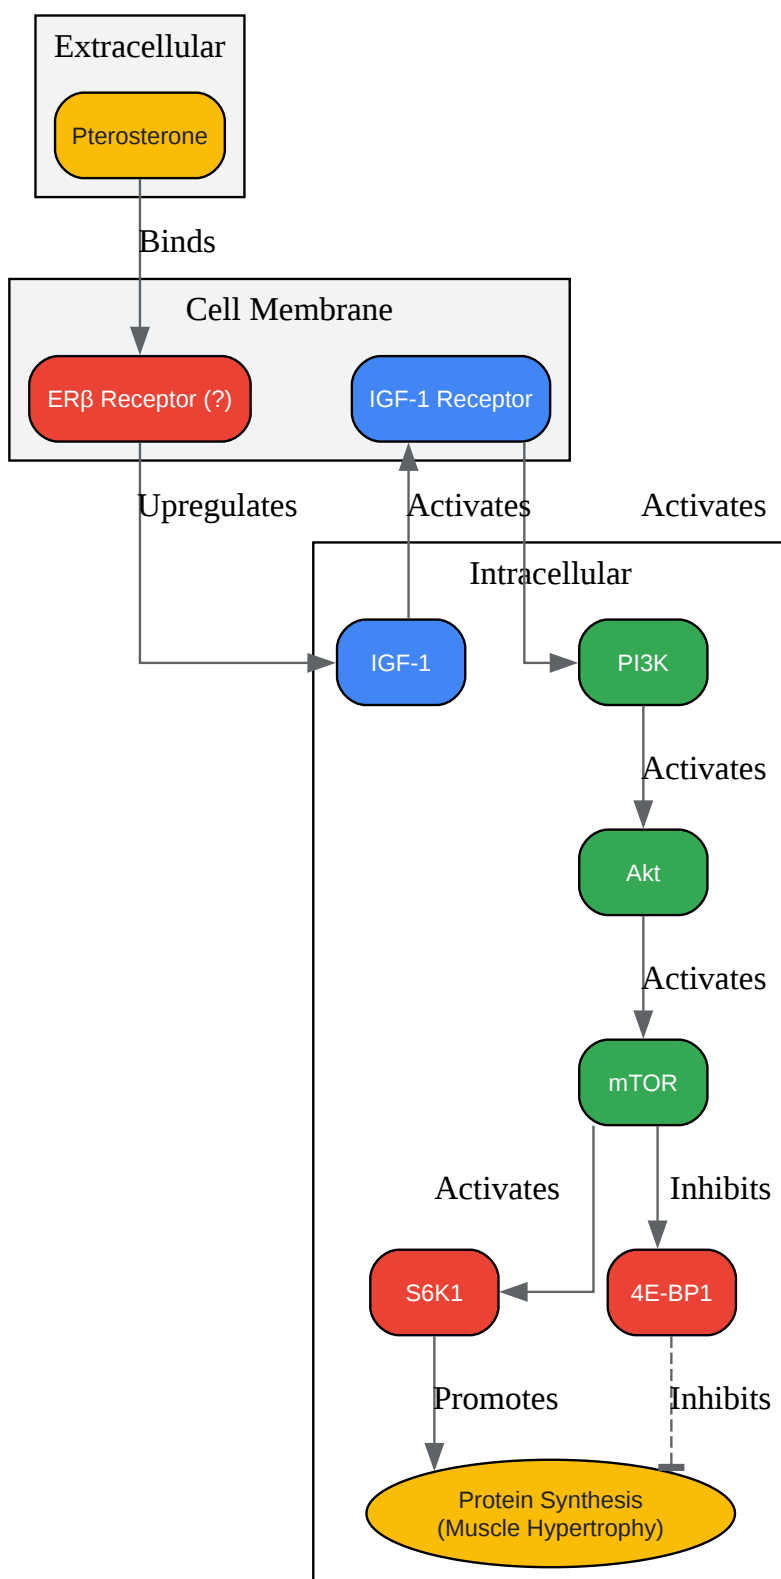 Extracellular
Pterosterone
Binds
Cell Membrane
ERβ Receptor (?)
IGF-1 Receptor
Upregulates
Activates
Activates
Intracellular
IGF-1
PI3K
Activates
Akt
Activates
mTOR
Activates
Inhibits
S6K1
4E-BP1
Promotes
Inhibits
Protein Synthesis
(Muscle Hypertrophy)